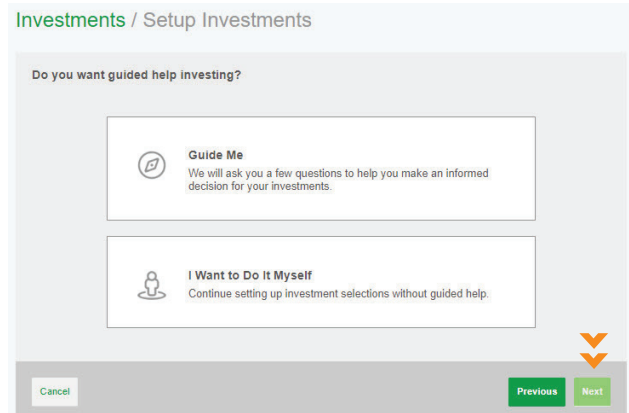 Investments / Setup Investments
Do you want guided help investing?
Guide Me
We will ask you a few questions to help you make an informed
decision for your investments.
I Want to Do It Myself
Continue setting up investment selections without guided help.
Cancel
Previous
Next